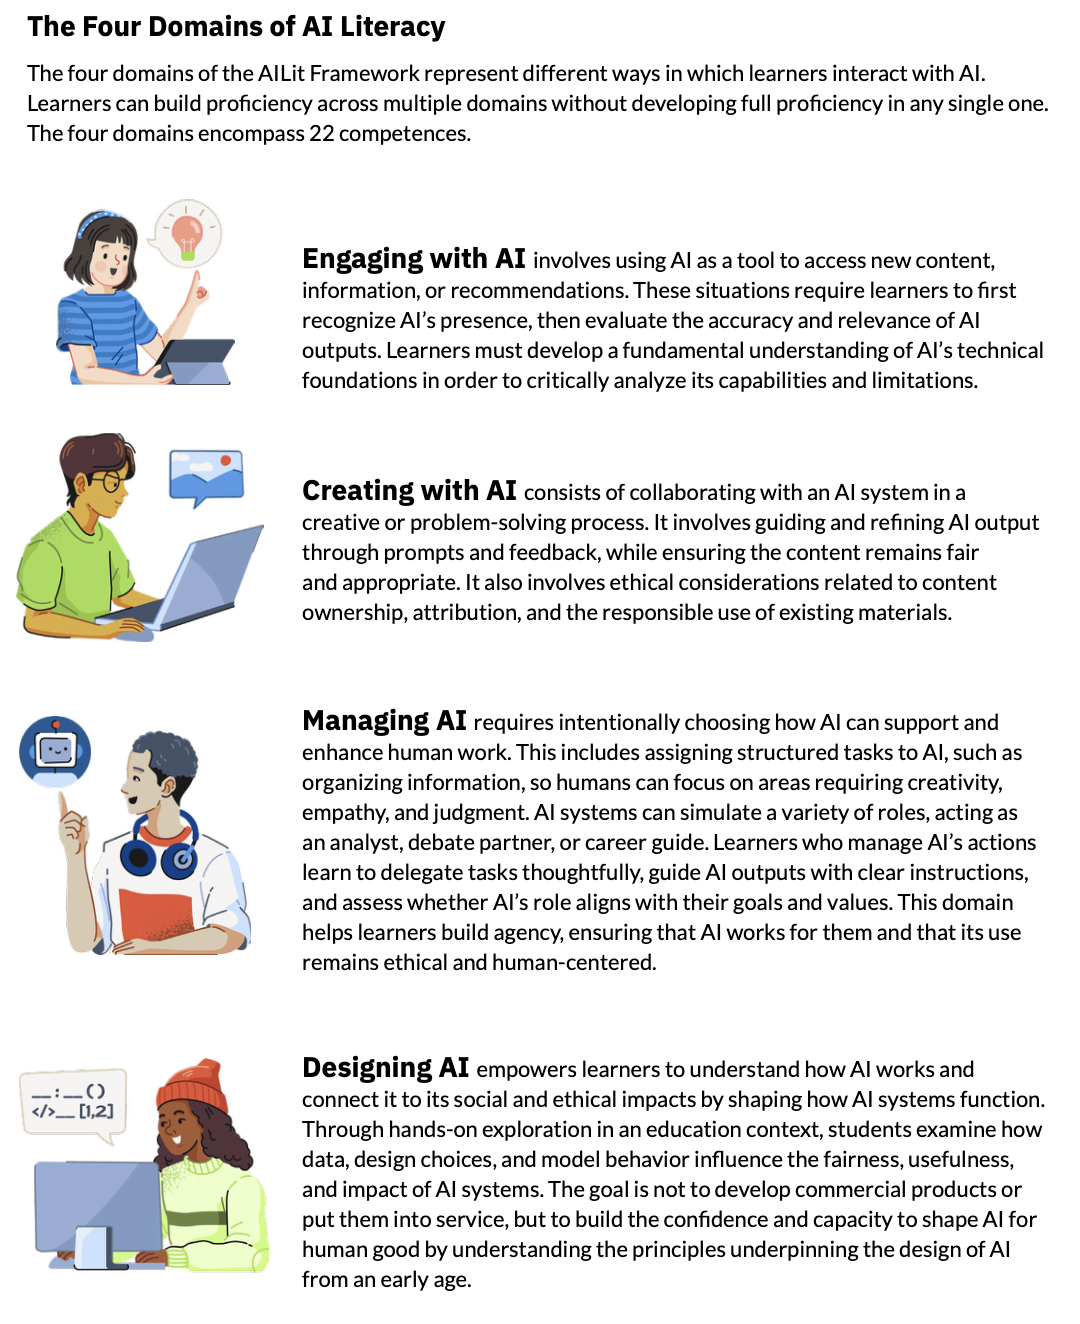 The Four Domains of AI Literacy
The four domains of the AILit Framework represent different ways in which learners interact with AI.
Learners can build proficiency across multiple domains without developing full proficiency in any single one.
The four domains encompass 22 competences.
Engaging with AI involves using AI as a tool to access new content,
information, or recommendations. These situations require learners to first
recognize AI’s presence, then evaluate the accuracy and relevance of AI
outputs. Learners must develop a fundamental understanding of AI’s technical
foundations in order to critically analyze its capabilities and limitations.
Creating with AI consists of collaborating with an AI system in a
creative or problem-solving process. It involves guiding and refining AI output
through prompts and feedback, while ensuring the content remains fair
and appropriate. It also involves ethical considerations related to content
ownership, attribution, and the responsible use of existing materials.
Managing AI requires intentionally choosing how AI can support and
enhance human work. This includes assigning structured tasks to AI, such as
organizing information, so humans can focus on areas requiring creativity,
empathy, and judgment. AI systems can simulate a variety of roles, acting as
an analyst, debate partner, or career guide. Learners who manage AI’s actions
learn to delegate tasks thoughtfully, guide AI outputs with clear instructions,
and assess whether AI’s role aligns with their goals and values. This domain
helps learners build agency, ensuring that AI works for them and that its use
remains ethical and human-centered.
__:__()
</>__[1,2]
Designing AI empowers learners to understand how AI works and
connect it to its social and ethical impacts by shaping how AI systems function.
Through hands-on exploration in an education context, students examine how
data, design choices, and model behavior influence the fairness, usefulness,
and impact of AI systems. The goal is not to develop commercial products or
put them into service, but to build the confidence and capacity to shape AI for
human good by understanding the principles underpinning the design of AI
from an early age.